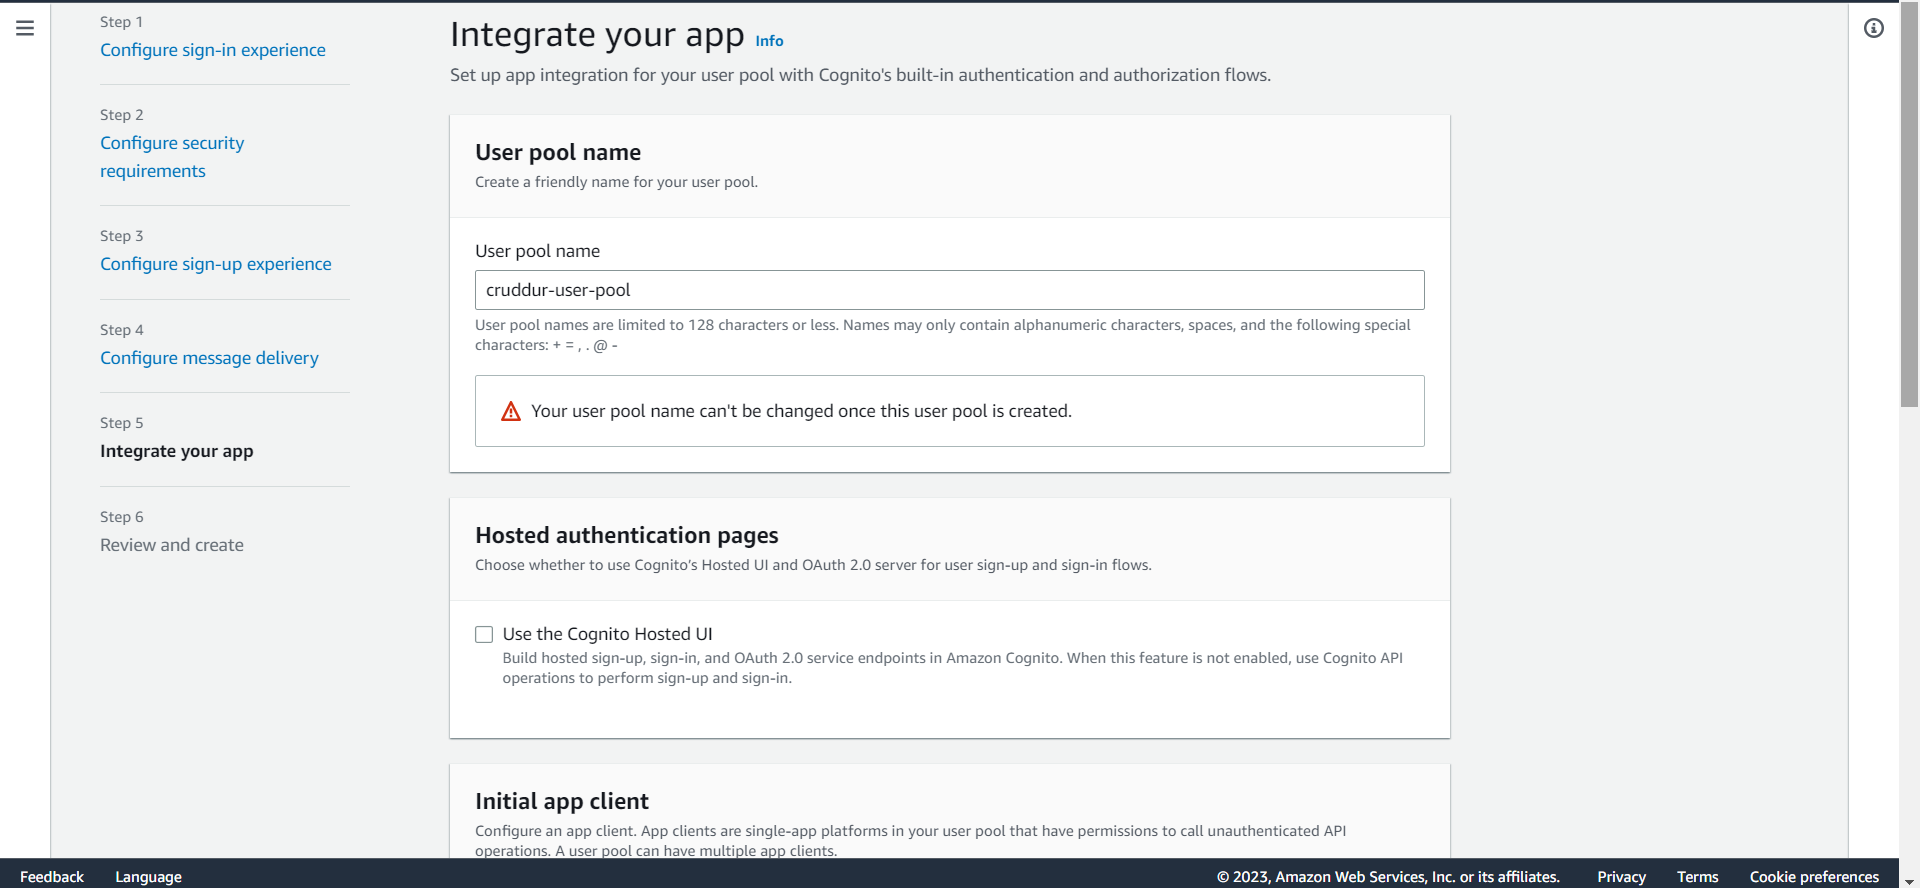 Step 1
Configure sign-in experience
Step 2
Configure security
requirements
Step 3
Configure sign-up experience
Step 4
Configure message delivery
Step 5
Integrate your app
Step 6
Review and create
Integrate your app Info
Set up app integration for your user pool with Cognito's built-in authentication and authorization flows.
User pool name
Create a friendly name for your user pool.
User pool name
cruddur-user-pool
User pool names are limited to 128 characters or less. Names may only contain alphanumeric characters, spaces, and the following special
characters: + = , . @ -
Your user pool name can't be changed once this user pool is created.
Hosted authentication pages
Choose whether to use Cognito's Hosted UI and OAuth 2.0 server for user sign-up and sign-in flows.
Use the Cognito Hosted UI
Build hosted sign-up, sign-in, and OAuth 2.0 service endpoints in Amazon Cognito. When this feature is not enabled, use Cognito API
operations to perform sign-up and sign-in.
Initial app client
Configure an app client. App clients are single-app platforms in your user pool that have permissions to call unauthenticated API
operations. A user pool can have multiple app clients.
Feedback Language © 2023, Amazon Web Services, Inc. or its affiliates. Privacy Terms Cookie preferences